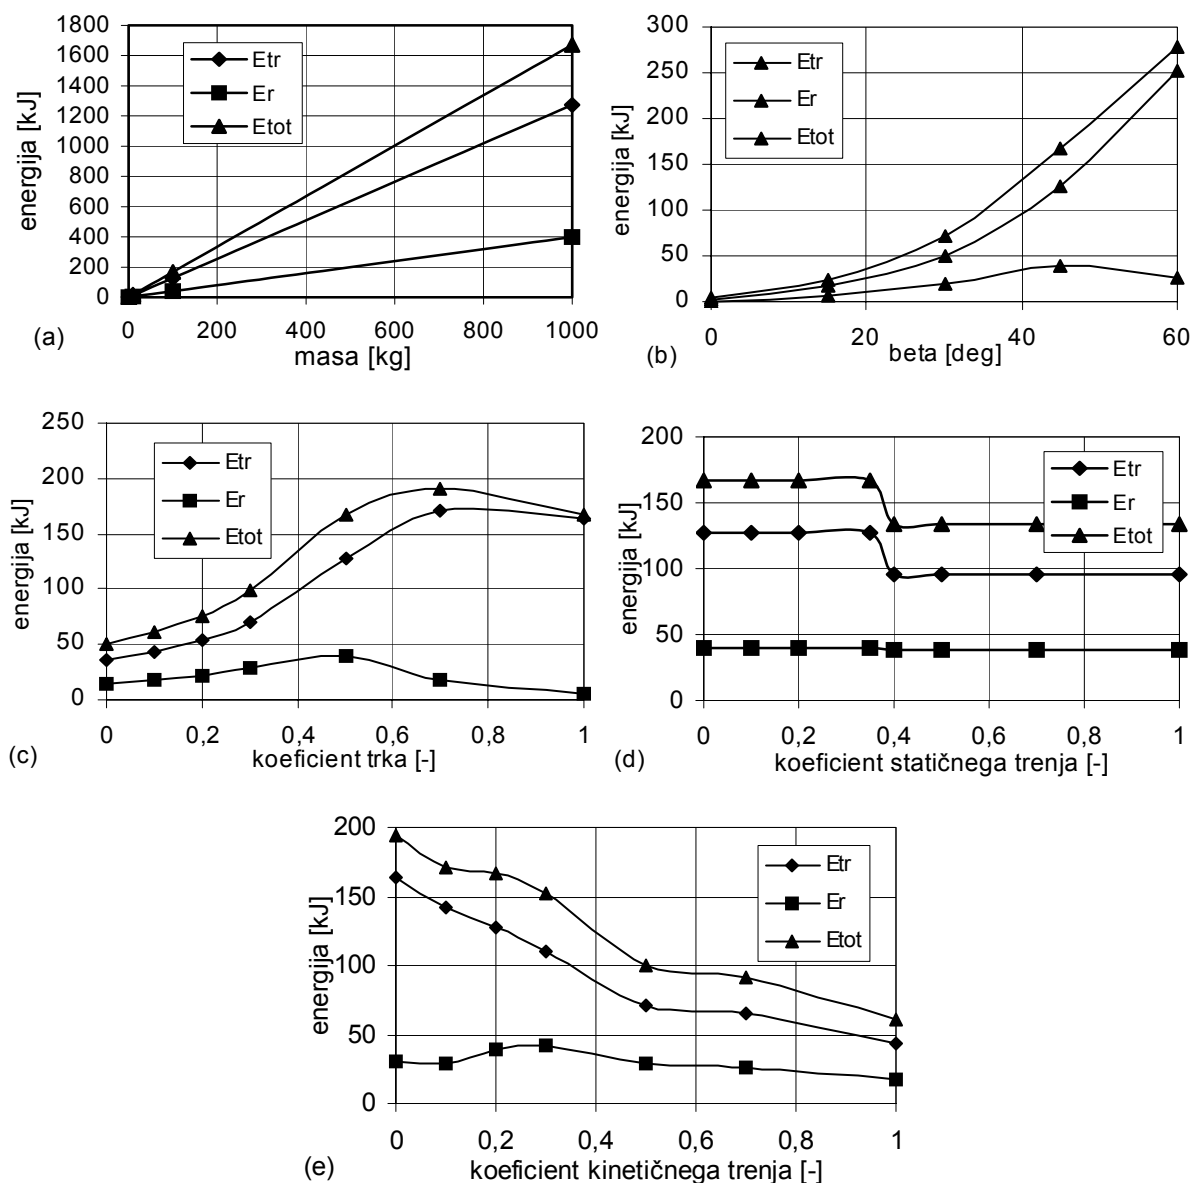 energija [kJ]
1800
1600
1400
1200
1000
800
600
400
200
0
Etr
Er
Etot
0
200
400
600
800
1000
masa [kg]
(a)
energija [kJ]
300
250
200
150
100
50
0
Etr
Er
Etot
0
20
40
60
beta [deg]
(b)
energija [kJ]
250
200
150
100
50
0
Etr
Er
Etot
0
0,2
0,4
0,6
0,8
1
koeficient trka [-]
(c)
energija [kJ]
200
150
100
50
0
Etr
Er
Etot
0
0,2
0,4
0,6
0,8
1
koeficient statičnega trenja [-]
(d)
energija [kJ]
200
150
100
50
0
Etr
Er
Etot
0
0,2
0,4
0,6
0,8
1
koeficient kinetičnega trenja [-]
(e)